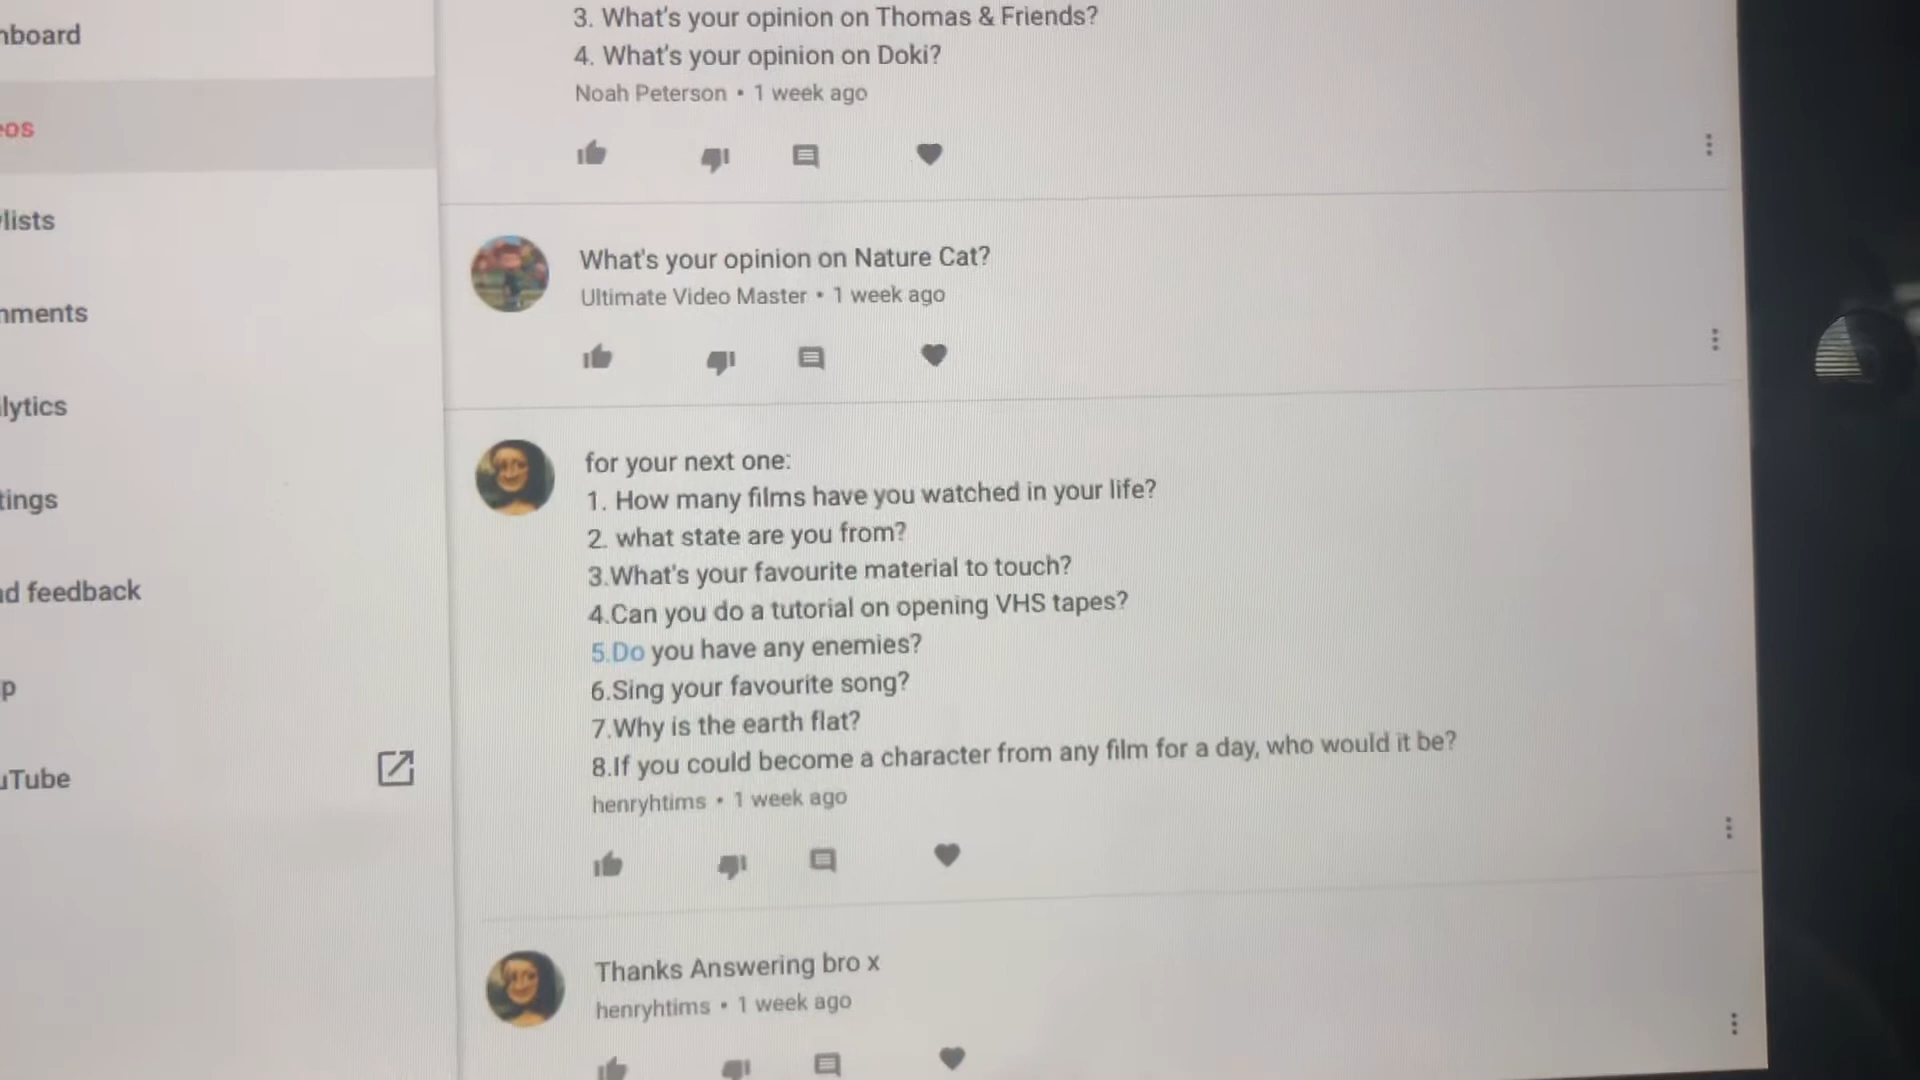 3. What's your opinion on Thomas & Friends?
4. What's your opinion on Doki?
Noah Peterson • 1 week ago
What's your opinion on Nature Cat?
Ultimate Video Master • 1 week ago
for your next one:
1. How many films have you watched in your life?
2. what state are you from?
3.What's your favourite material to touch?
4.Can you do a tutorial on opening VHS tapes?
5.Do you have any enemies?
6.Sing your favourite song?
7.Why is the earth flat?
8.If you could become a character from any film for a day, who would it be?
henryhtims • 1 week ago
Thanks Answering bro x
henryhtims • 1 week ago
hboard
eos
lists
mments
lytics
tings
d feedback
p
uTube